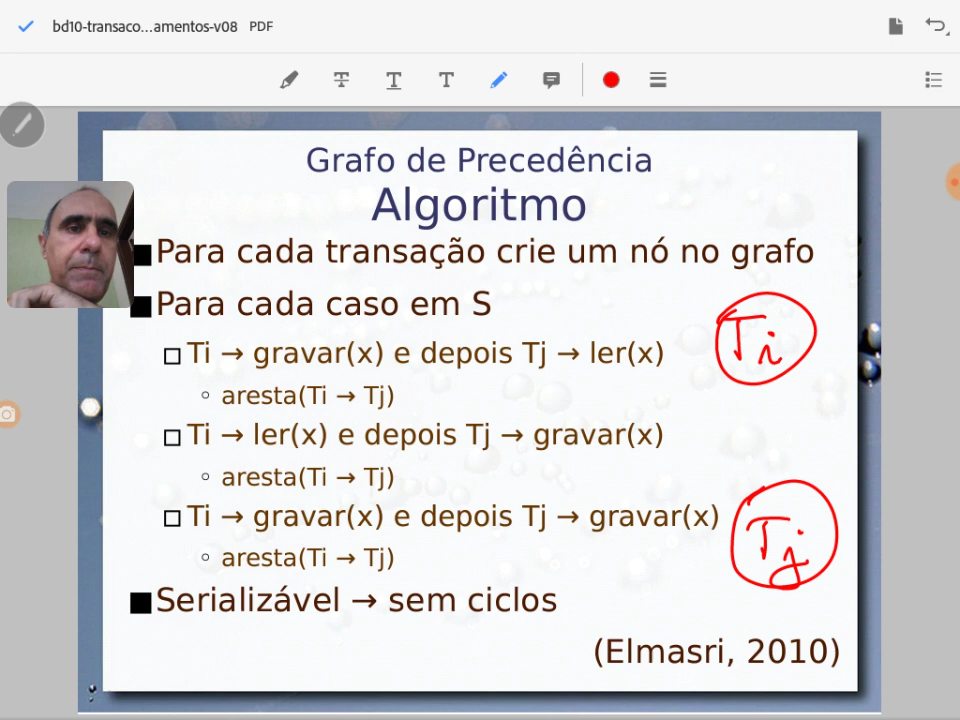 bd10-transaco...amentos-v08 PDF
T T T
Grafo de Precedência
Algoritmo
Para cada transação crie um nó no grafo
Para cada caso em S
Ti → gravar(x) e depois Tj → ler(x)
Ti
aresta(Ti → Tj)
Ti → ler(x) e depois Tj → gravar(x)
aresta(Ti → Tj)
Ti → gravar(x) e depois Tj → gravar(x)
Tj
aresta(Ti → Tj)
Serializável → sem ciclos
(Elmasri, 2010)